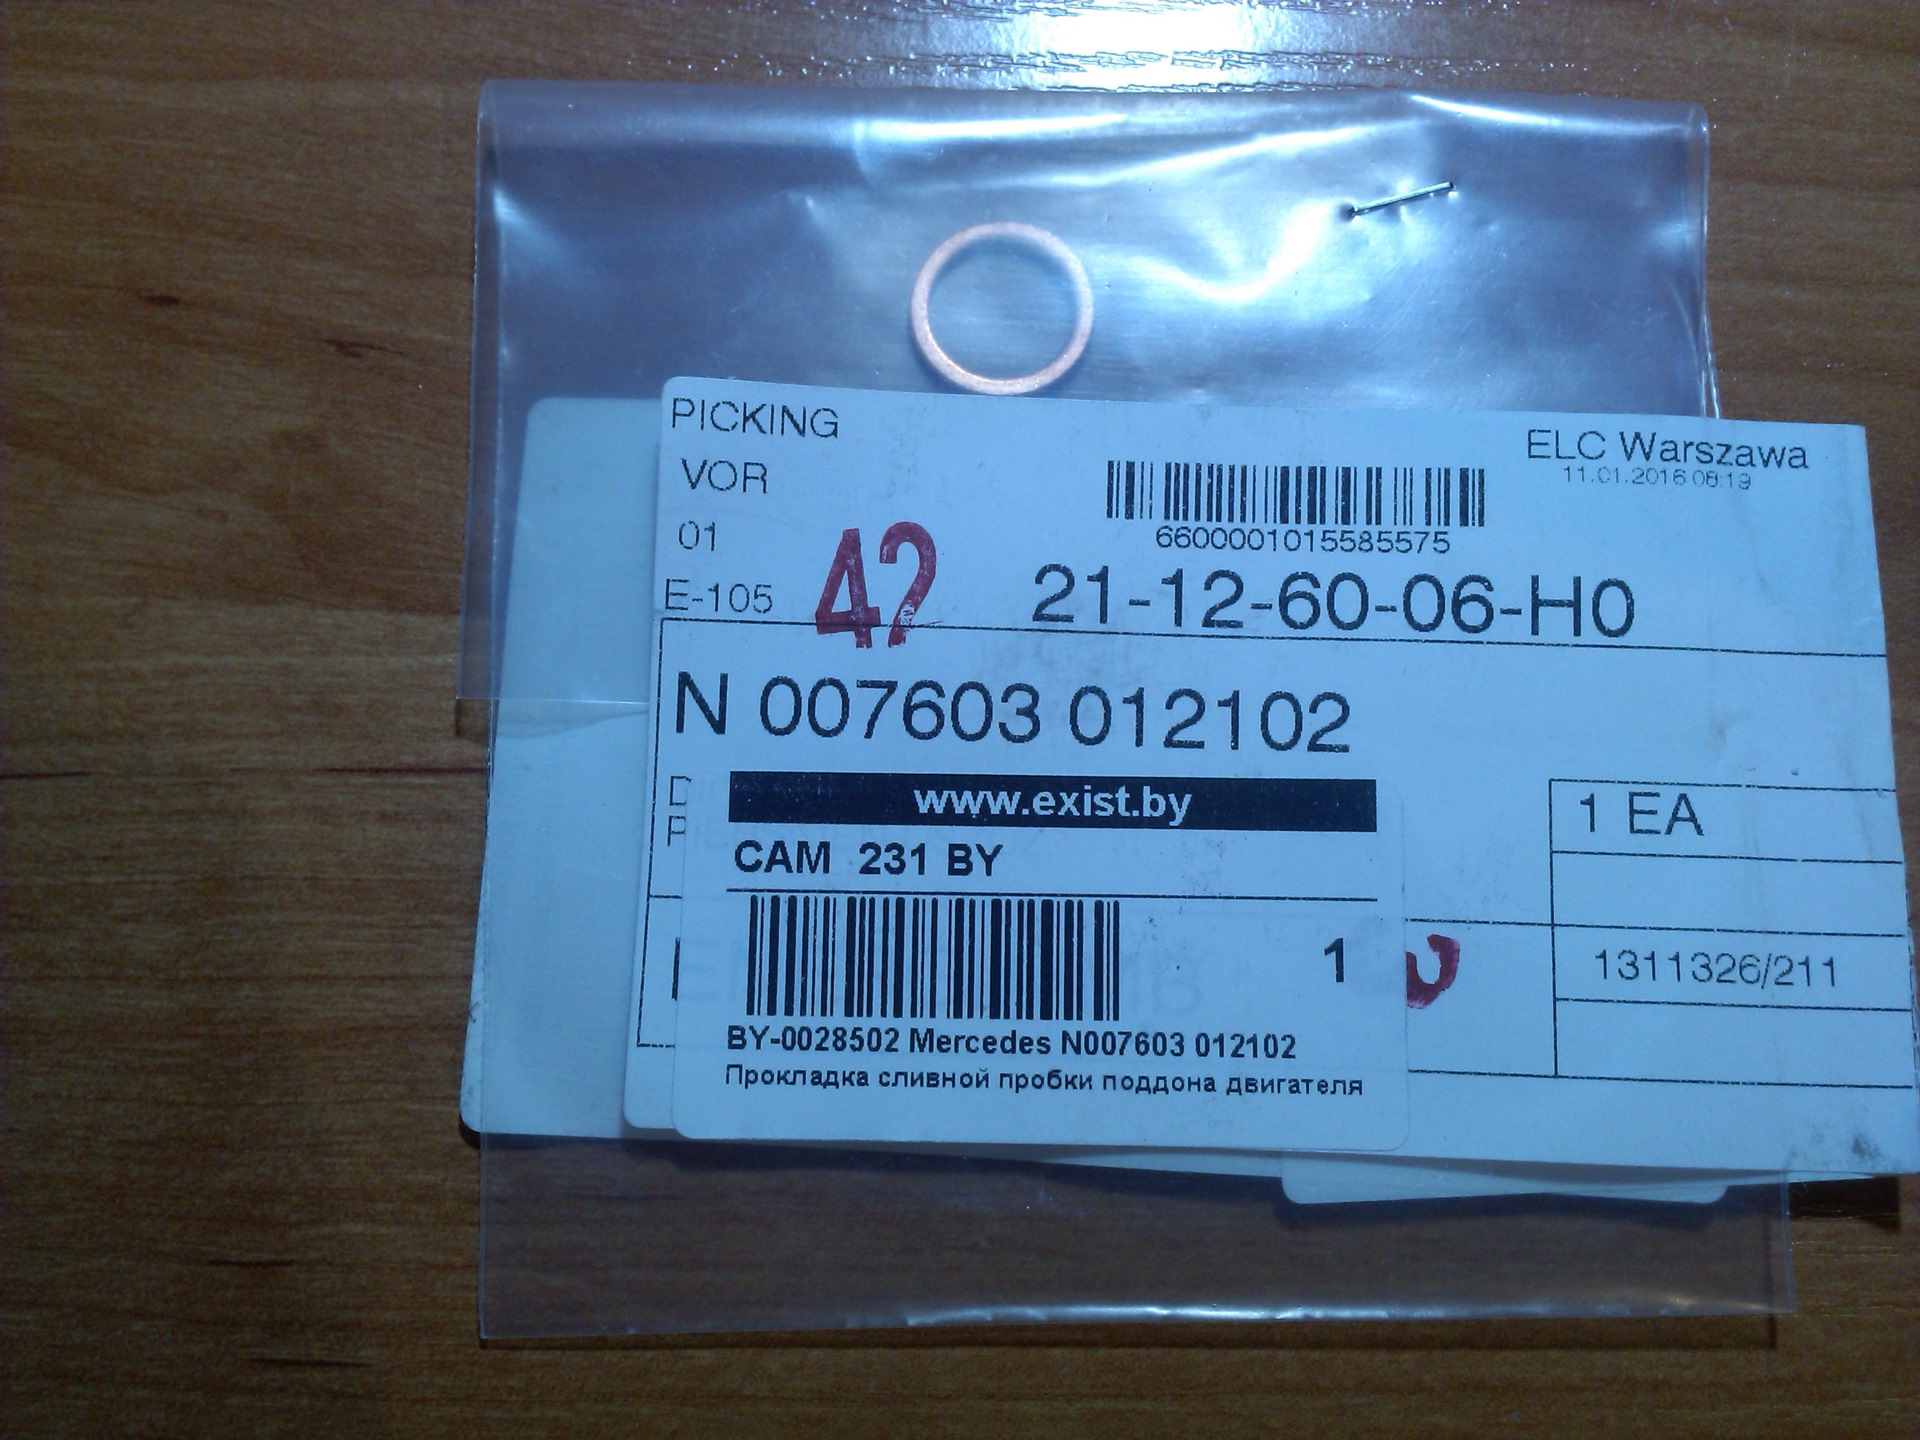 PICKING
ELC Warszawa
11.01.2016 08:19
VOR
01
6600001015585575
E-105
42
21-12-60-06-H0
N 007603 012102
www.exist.by
1 EA
CAM 231 BY
1
1311326/211
BY-0028502 Mercedes N007603 012102
Прокладка сливной пробки поддона двигателя